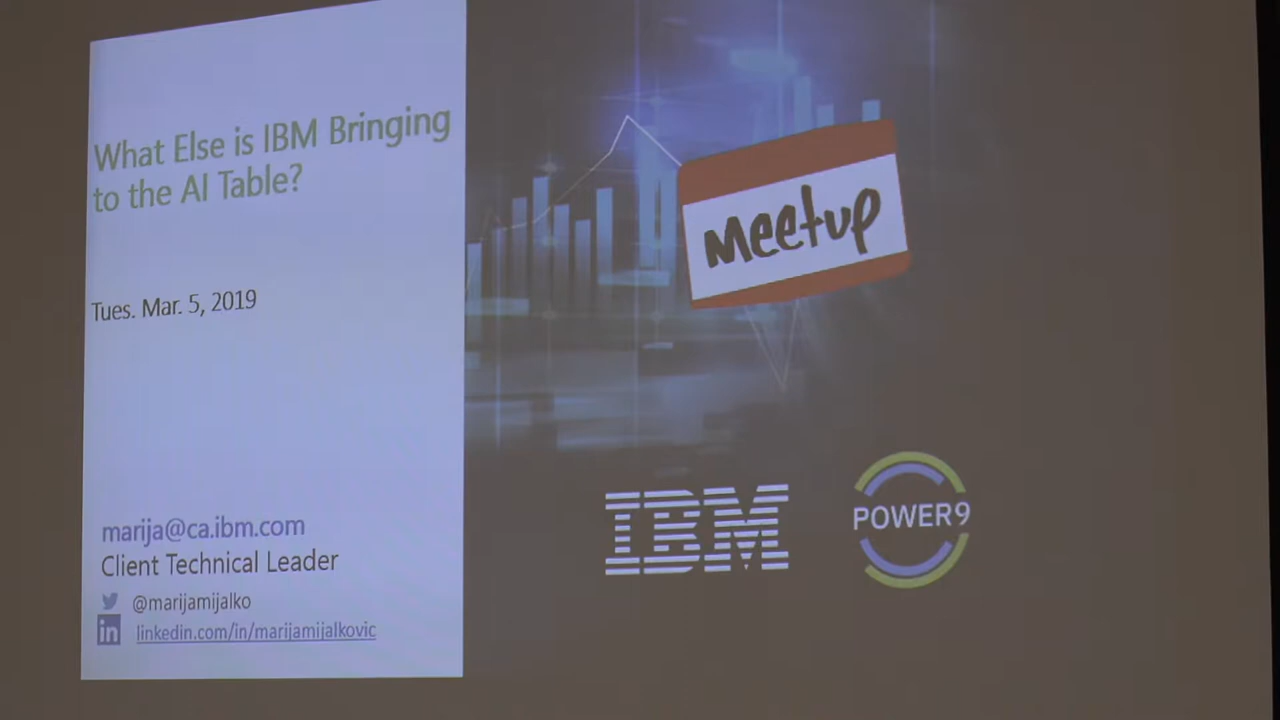 What Else is IBM Bringing
to the AI Table?
Tues. Mar. 5, 2019
marija@ca.ibm.com
Client Technical Leader
@marijamijalko
in linkedin.com/in/marijamijalkovic
Meetup
IBM
POWER9